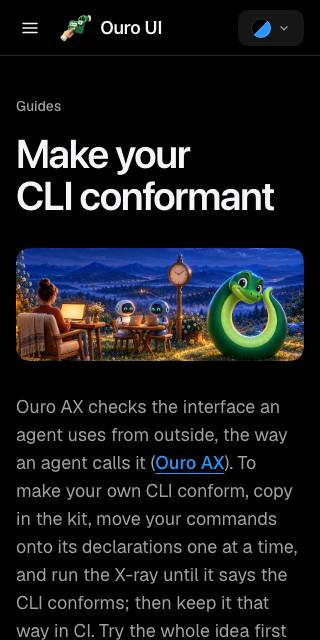 Ouro UI
Guides
Make your
CLI conformant
Ouro AX checks the interface an
agent uses from outside, the way
an agent calls it (Ouro AX). To
make your own CLI conform, copy
in the kit, move your commands
onto its declarations one at a time,
and run the X-ray until it says the
CLI conforms; then keep it that
way in CI. Try the whole idea first